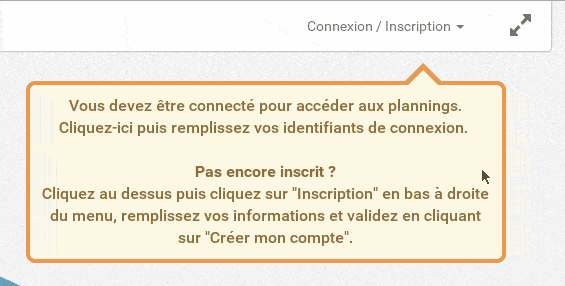 Connexion / Inscription
Vous devez être connecté pour accéder aux plannings.
Cliquez-ici puis remplissez vos identifiants de connexion.
Pas encore inscrit ?
Cliquez au dessus puis cliquez sur "Inscription" en bas à droite
du menu, remplissez vos informations et validez en cliquant
sur "Créer mon compte".